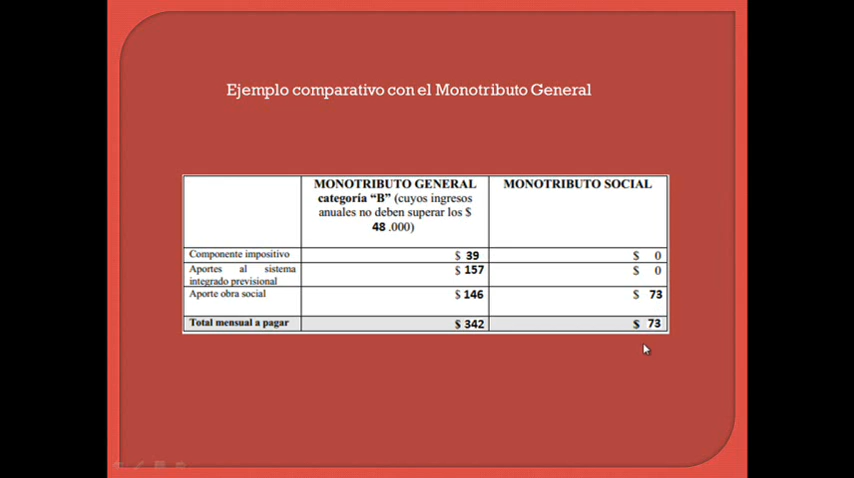 Ejemplo comparativo con el Monotributo General
MONOTRIBUTO GENERAL
categoría “B” (cuyos ingresos
anuales no deben superar los $
48 .000)
MONOTRIBUTO SOCIAL
Componente impositivo $ 39 $ 0
Aportes al sistema
integrado previsional $ 157 $ 0
Aporte obra social $ 146 $ 73
Total mensual a pagar $ 342 $ 73